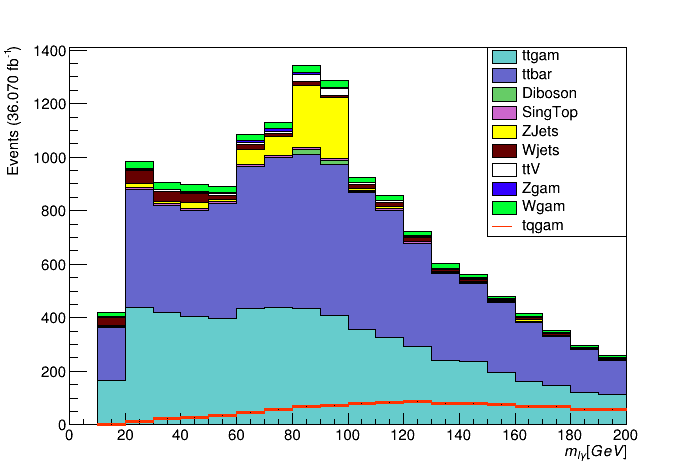 Events (36.070 fb⁻¹)
1400
1200
1000
800
600
400
200
0
0 20 40 60 80 100 120 140 160 180 200
m_{lγ}[GeV]
ttgam
ttbar
Diboson
SingTop
ZJets
Wjets
ttV
Zgam
Wgam
tqgam